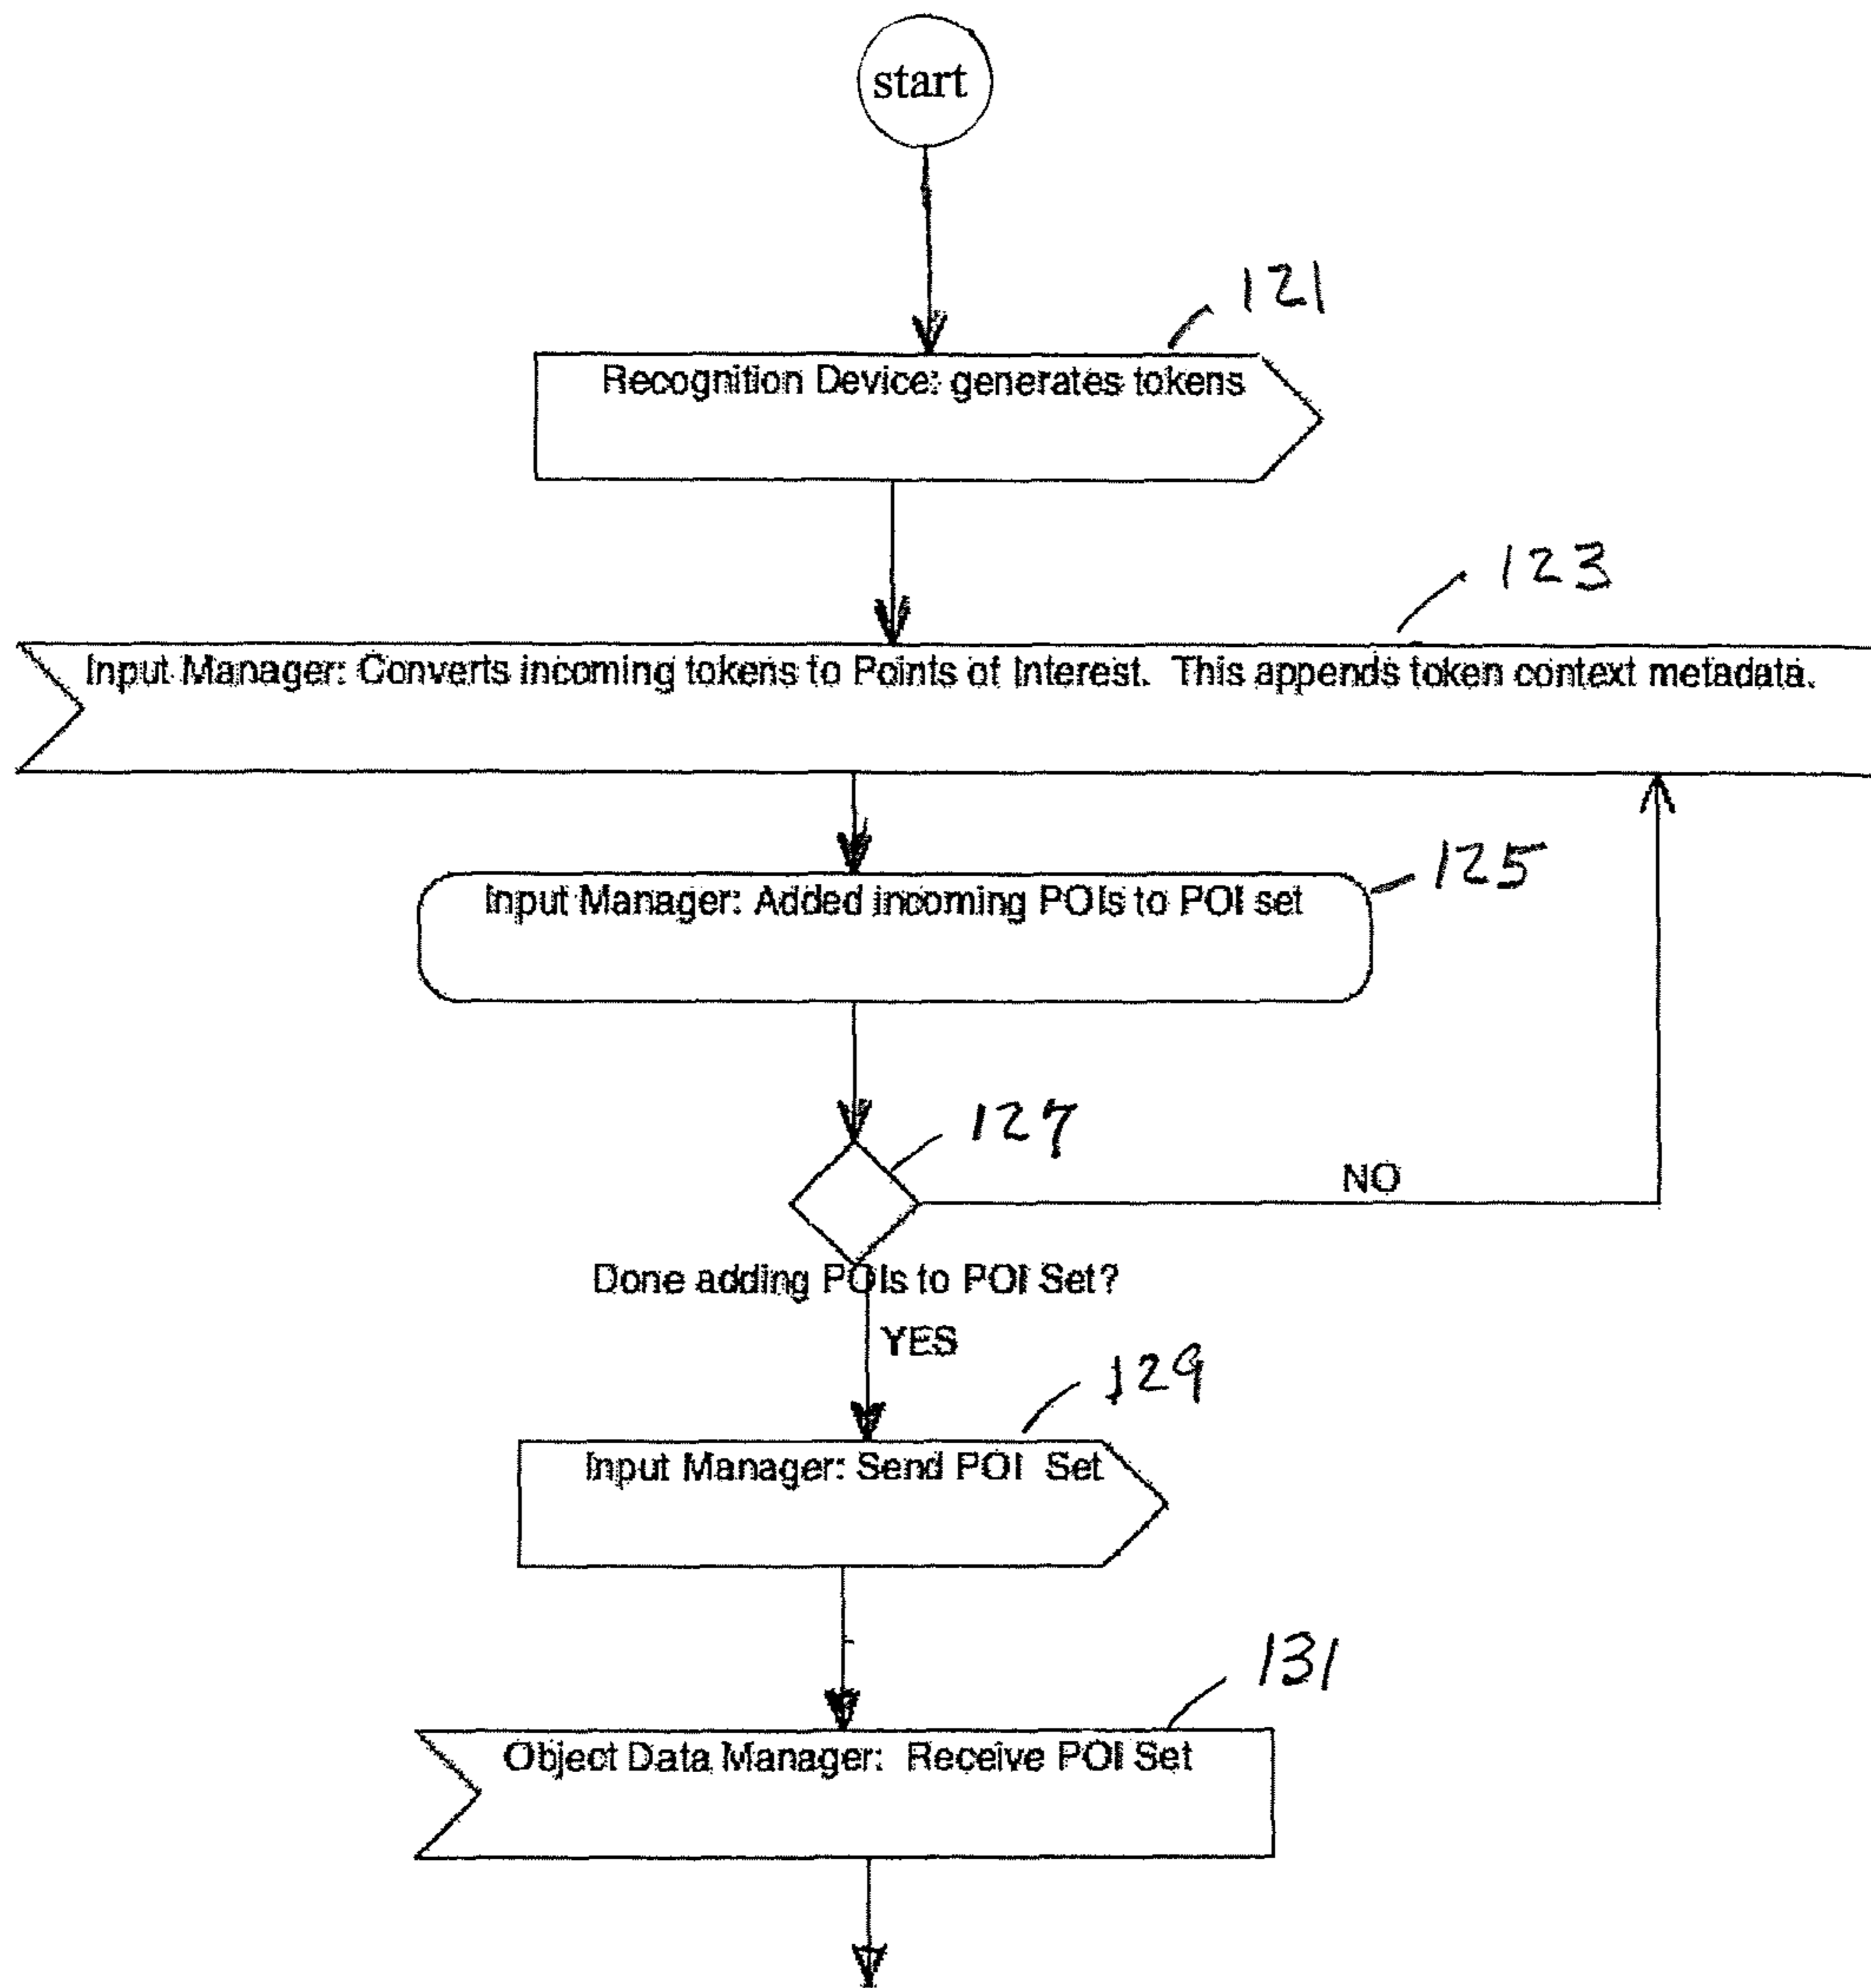 start
121
Recognition Device: generates tokens
123
Input Manager: Converts incoming tokens to Points of Interest. This appends token context metadata.
125
Input Manager: Added incoming POIs to POI set
127
NO
Done adding POIs to POI Set?
YES
129
Input Manager: Send POI Set
131
Object Data Manager: Receive POI Set